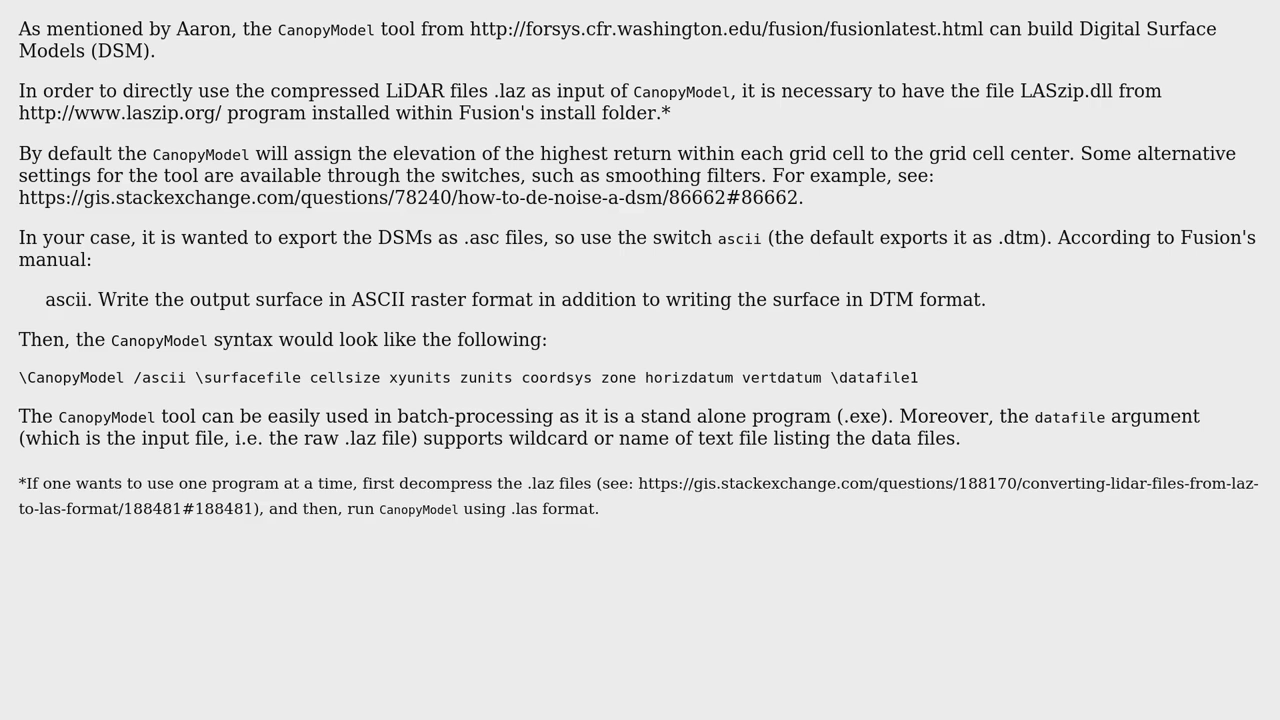 As mentioned by Aaron, the CanopyModel tool from http://forsys.cfr.washington.edu/fusion/fusionlatest.html can build Digital Surface
Models (DSM).
In order to directly use the compressed LiDAR files .laz as input of CanopyModel, it is necessary to have the file LASzip.dll from
http://www.laszip.org/ program installed within Fusion's install folder.*
By default the CanopyModel will assign the elevation of the highest return within each grid cell to the grid cell center. Some alternative
settings for the tool are available through the switches, such as smoothing filters. For example, see:
https://gis.stackexchange.com/questions/78240/how-to-de-noise-a-dsm/86662#86662.
In your case, it is wanted to export the DSMs as .asc files, so use the switch ascii (the default exports it as .dtm). According to Fusion's
manual:
ascii. Write the output surface in ASCII raster format in addition to writing the surface in DTM format.
Then, the CanopyModel syntax would look like the following:
\CanopyModel /ascii \surfacefile cellsize xyunits zunits coordsys zone horizdatum vertdatum \datafile1
The CanopyModel tool can be easily used in batch-processing as it is a stand alone program (.exe). Moreover, the datafile argument
(which is the input file, i.e. the raw .laz file) supports wildcard or name of text file listing the data files.
*If one wants to use one program at a time, first decompress the .laz files (see: https://gis.stackexchange.com/questions/188170/converting-lidar-files-from-laz-
to-las-format/188481#188481), and then, run CanopyModel using .las format.